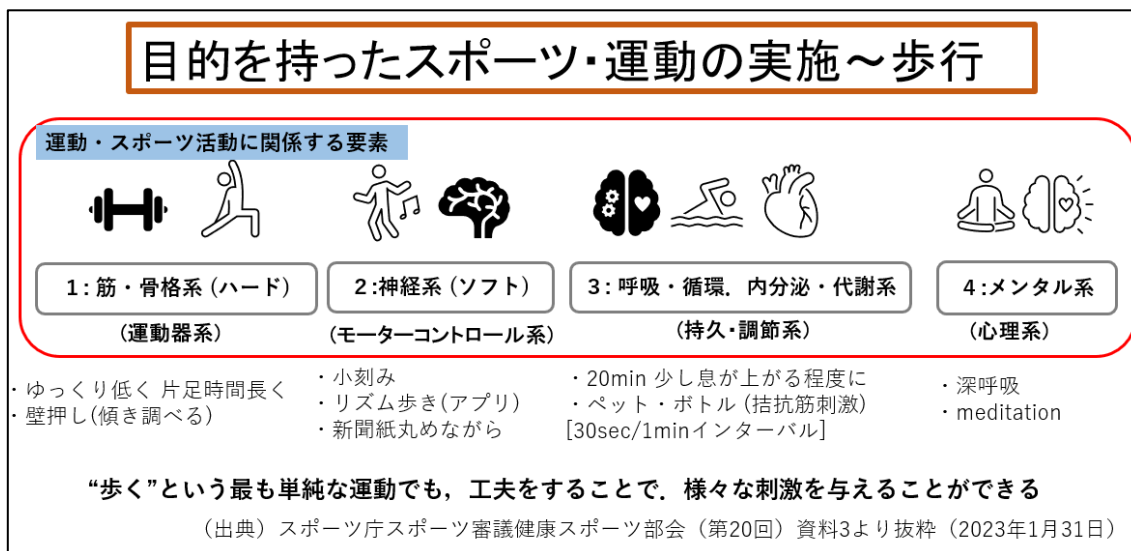 目的を持ったスポーツ・運動の実施～歩行
運動・スポーツ活動に関係する要素
1：筋・骨格系 (ハード)
(運動器系)
2：神経系 (ソフト)
(モーターコントロール系)
3：呼吸・循環．内分泌・代謝系
(持久・調節系)
4：メンタル系
(心理系)
・ゆっくり低く 片足時間長く
・壁押し(傾き調べる)
・小刻み
・リズム歩き(アプリ)
・新聞紙丸めながら
・20min 少し息が上がる程度に
・ペット・ボトル (拮抗筋刺激)
[30sec/1minインターバル]
・深呼吸
・meditation
“歩く”という最も単純な運動でも，工夫をすることで．様々な刺激を与えることができる
（出典）スポーツ庁スポーツ審議健康スポーツ部会（第20回）資料3より抜粋（2023年1月31日）